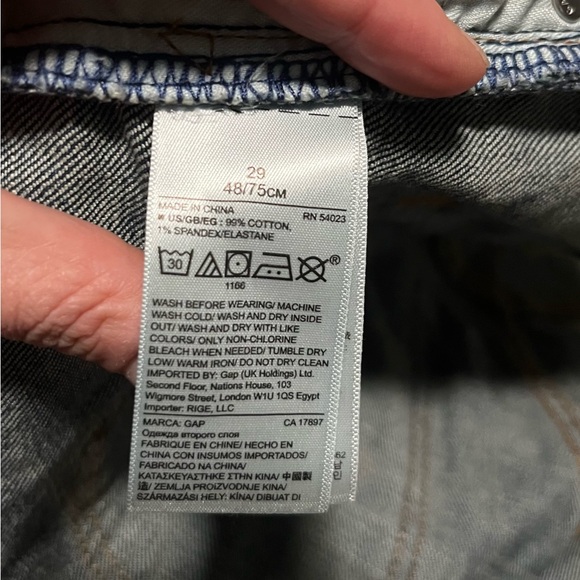 29
48/75CM
MADE IN CHINA RN 54023
US/GB/EG : 99% COTTON,
1% SPANDEX/ELASTANE
30
®
1166
WASH BEFORE WEARING/ MACHINE
WASH COLD/ WASH AND DRY INSIDE
OUT/ WASH AND DRY WITH LIKE
COLORS/ ONLY NON-CHLORINE
BLEACH WHEN NEEDED/ TUMBLE DRY
LOW/ WARM IRON/ DO NOT DRY CLEAN
IMPORTED BY: Gap (UK Holdings) Ltd.
Second Floor, Nations House, 103
Wigmore Street, London W1U 1QS Egypt
Importer: RIGE, LLC
MARCA: GAP CA 17897
Одежда второго слоя
FABRIQUE EN CHINE/ HECHO EN
CHINA CON INSUMOS IMPORTADOS/
FABRICADO NA CHINA/
ΚΑΤΑΣΚΕΥΑΣΤΗΚΕ ΣΤΗΝ ΚΙΝΑ/ 中國製
造/ ZEMLJA PROIZVODNJE KINA/
SZÁRMAZÁSI HELY: KÍNA/ DIBUAT DI